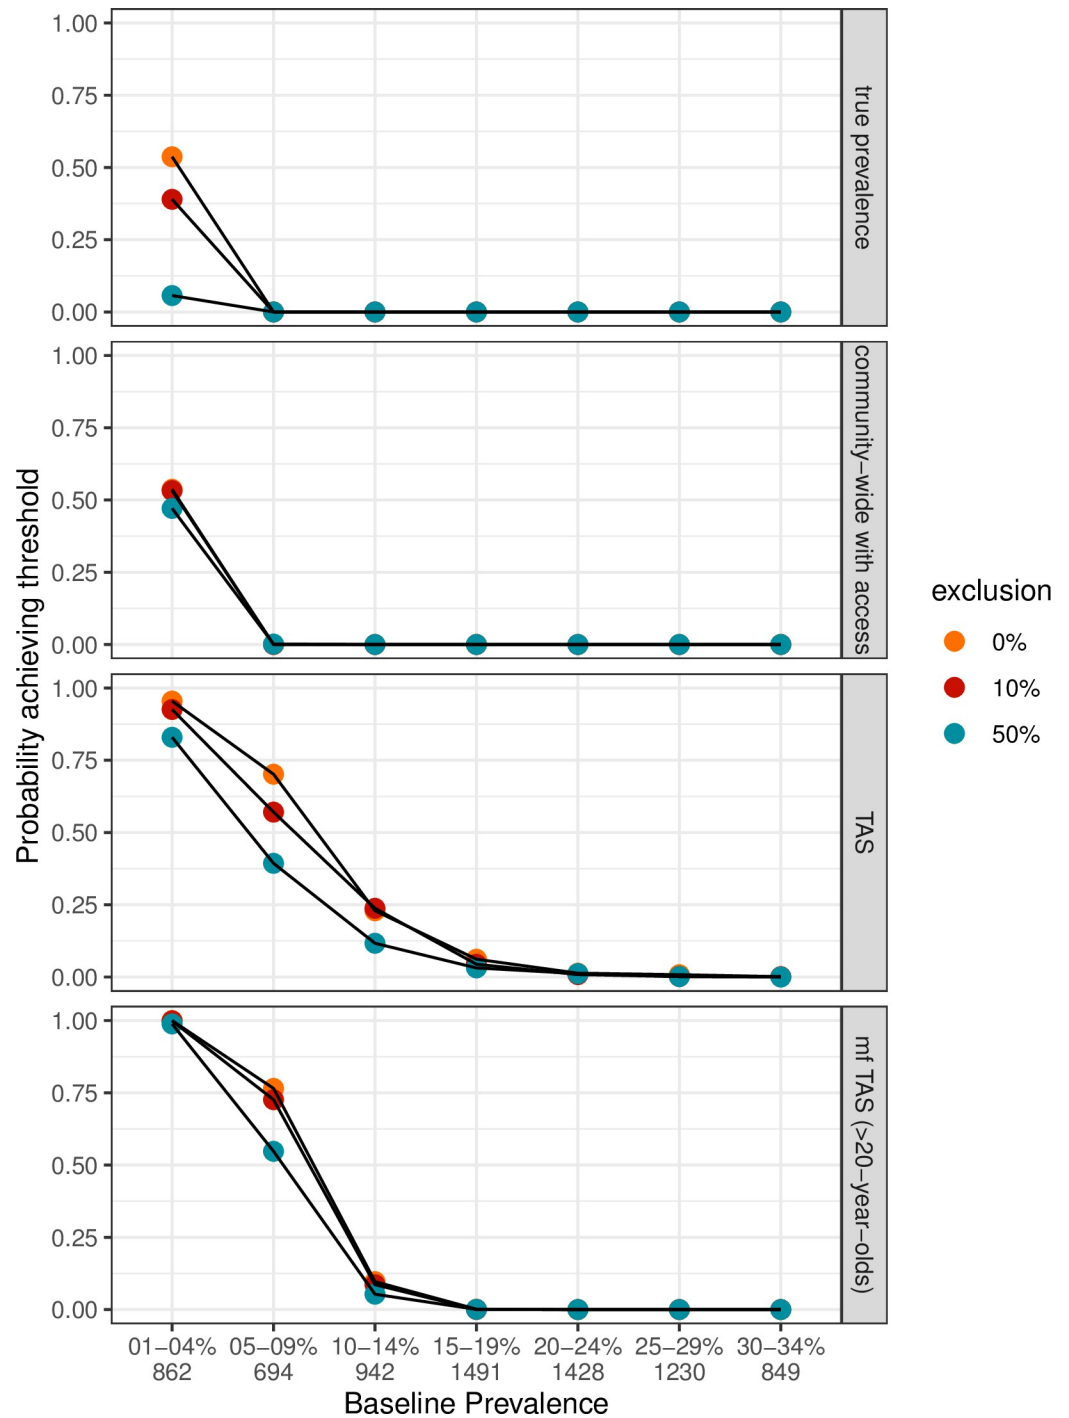 Probability achieving threshold
1.00
0.75
0.50
0.25
0.00
true prevalence
1.00
0.75
0.50
0.25
0.00
community−wide with access
1.00
0.75
0.50
0.25
0.00
TAS
1.00
0.75
0.50
0.25
0.00
mf TAS (>20−year−olds)
01−04% 05−09% 10−14% 15−19% 20−24% 25−29% 30−34%
862 694 942 1491 1428 1230 849
Baseline Prevalence
exclusion
0%
10%
50%